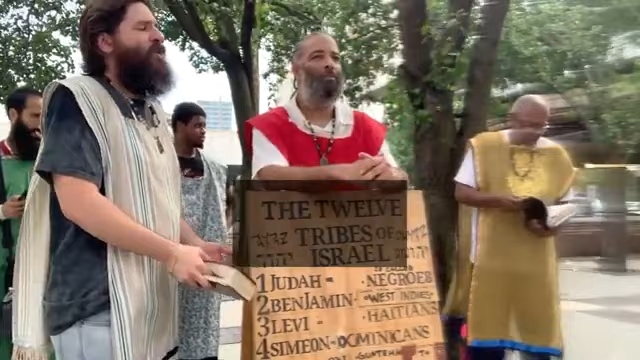 THE TWELVE
TRIBES OF
ISRAEL
1 JUDAH - · NEGROES
2 BENJAMIN · "WEST INDIES"
3 LEVI - · HAITIANS
4 SIMEON - DOMINICANS